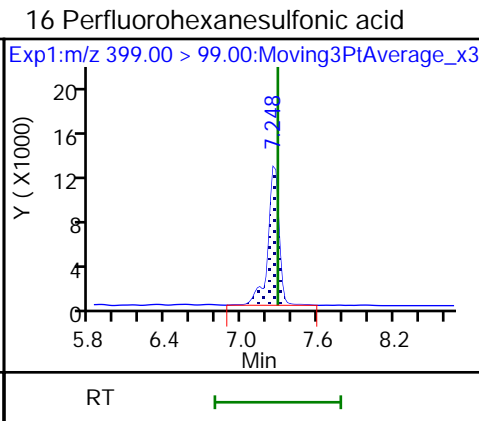 16 Perfluorohexanesulfonic acid
Exp1:m/z 399.00 > 99.00:Moving3PtAverage_x3
Y ( X1000)
20
16
12
8
4
0
7.248
5.8 6.4 7.0 7.6 8.2
Min
RT